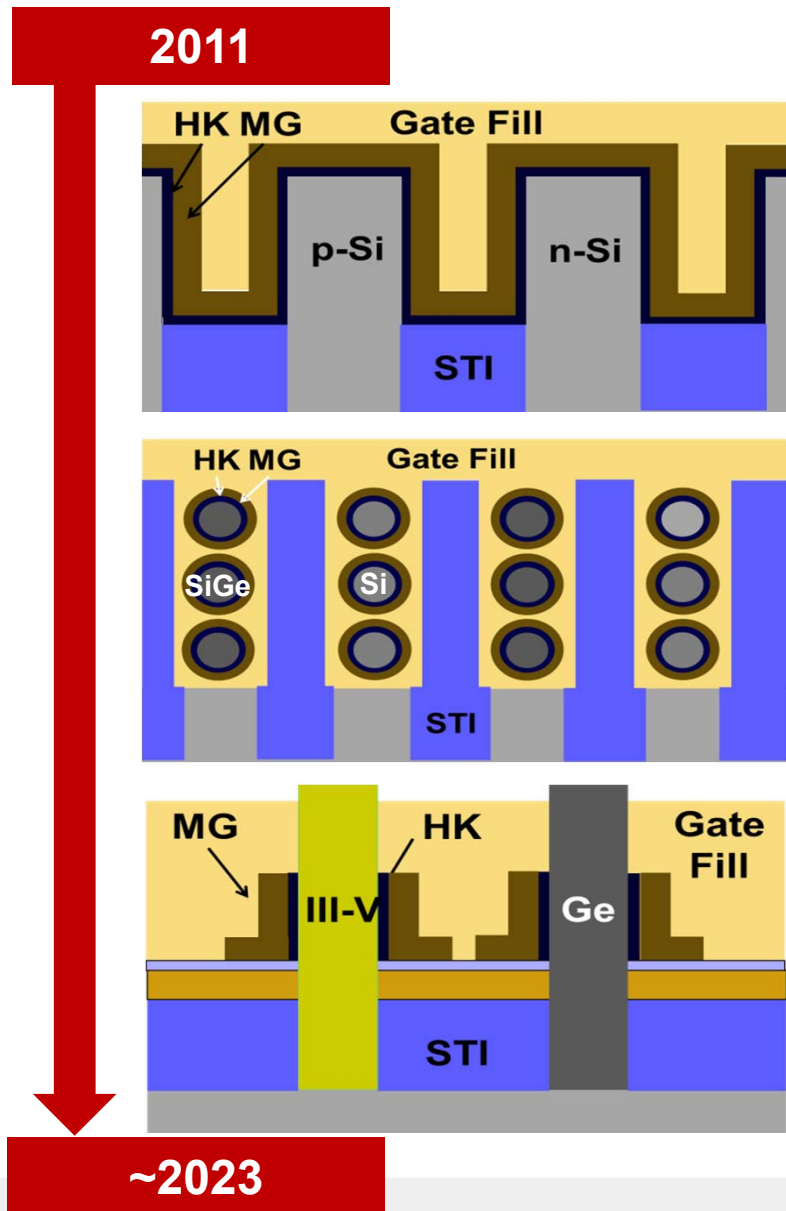 2011
HK MG Gate Fill
p-Si n-Si
STI
HK MG Gate Fill
SiGe Si
STI
MG HK Gate
Fill
III-V Ge
STI
~2023